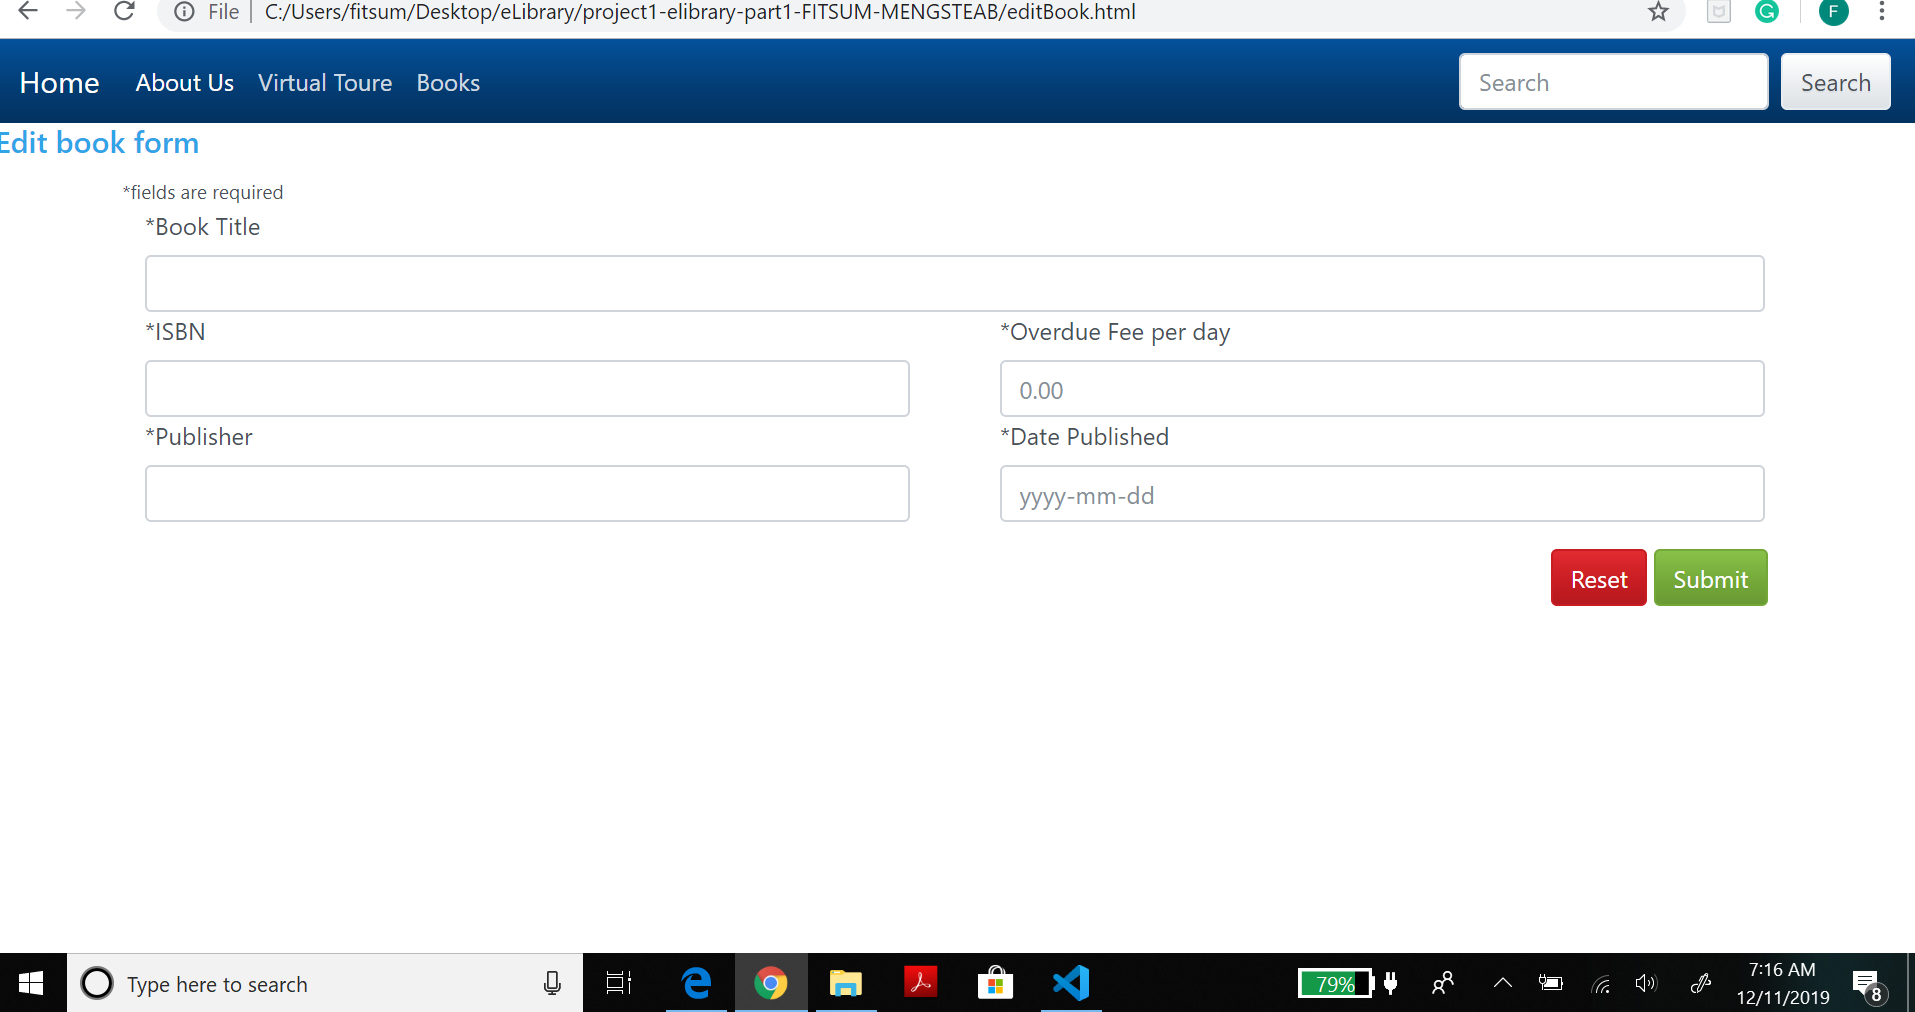 File C:/Users/fitsum/Desktop/eLibrary/project1-elibrary-part1-FITSUM-MENGSTEAB/editBook.html F
Home About Us Virtual Toure Books Search Search
Edit book form
*fields are required
*Book Title
*ISBN *Overdue Fee per day
0.00
*Publisher *Date Published
yyyy-mm-dd
Reset Submit
Type here to search 79% 7:16 AM
12/11/2019 8